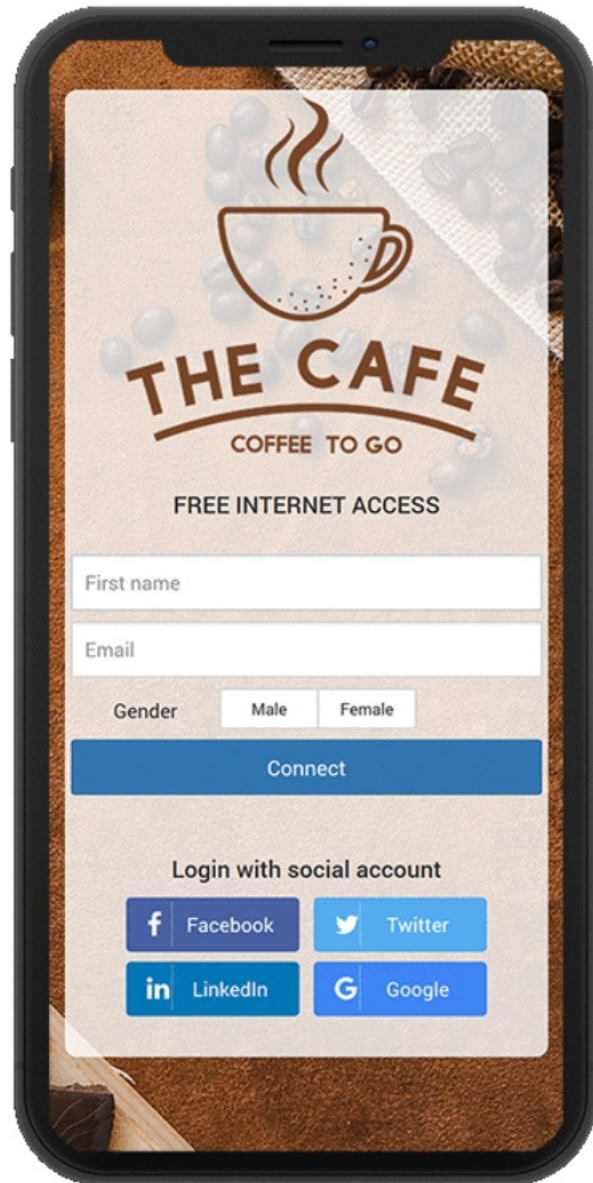 THE CAFE
COFFEE TO GO
FREE INTERNET ACCESS
First name
Email
Gender Male Female
Connect
Login with social account
f Facebook Twitter
in LinkedIn G Google